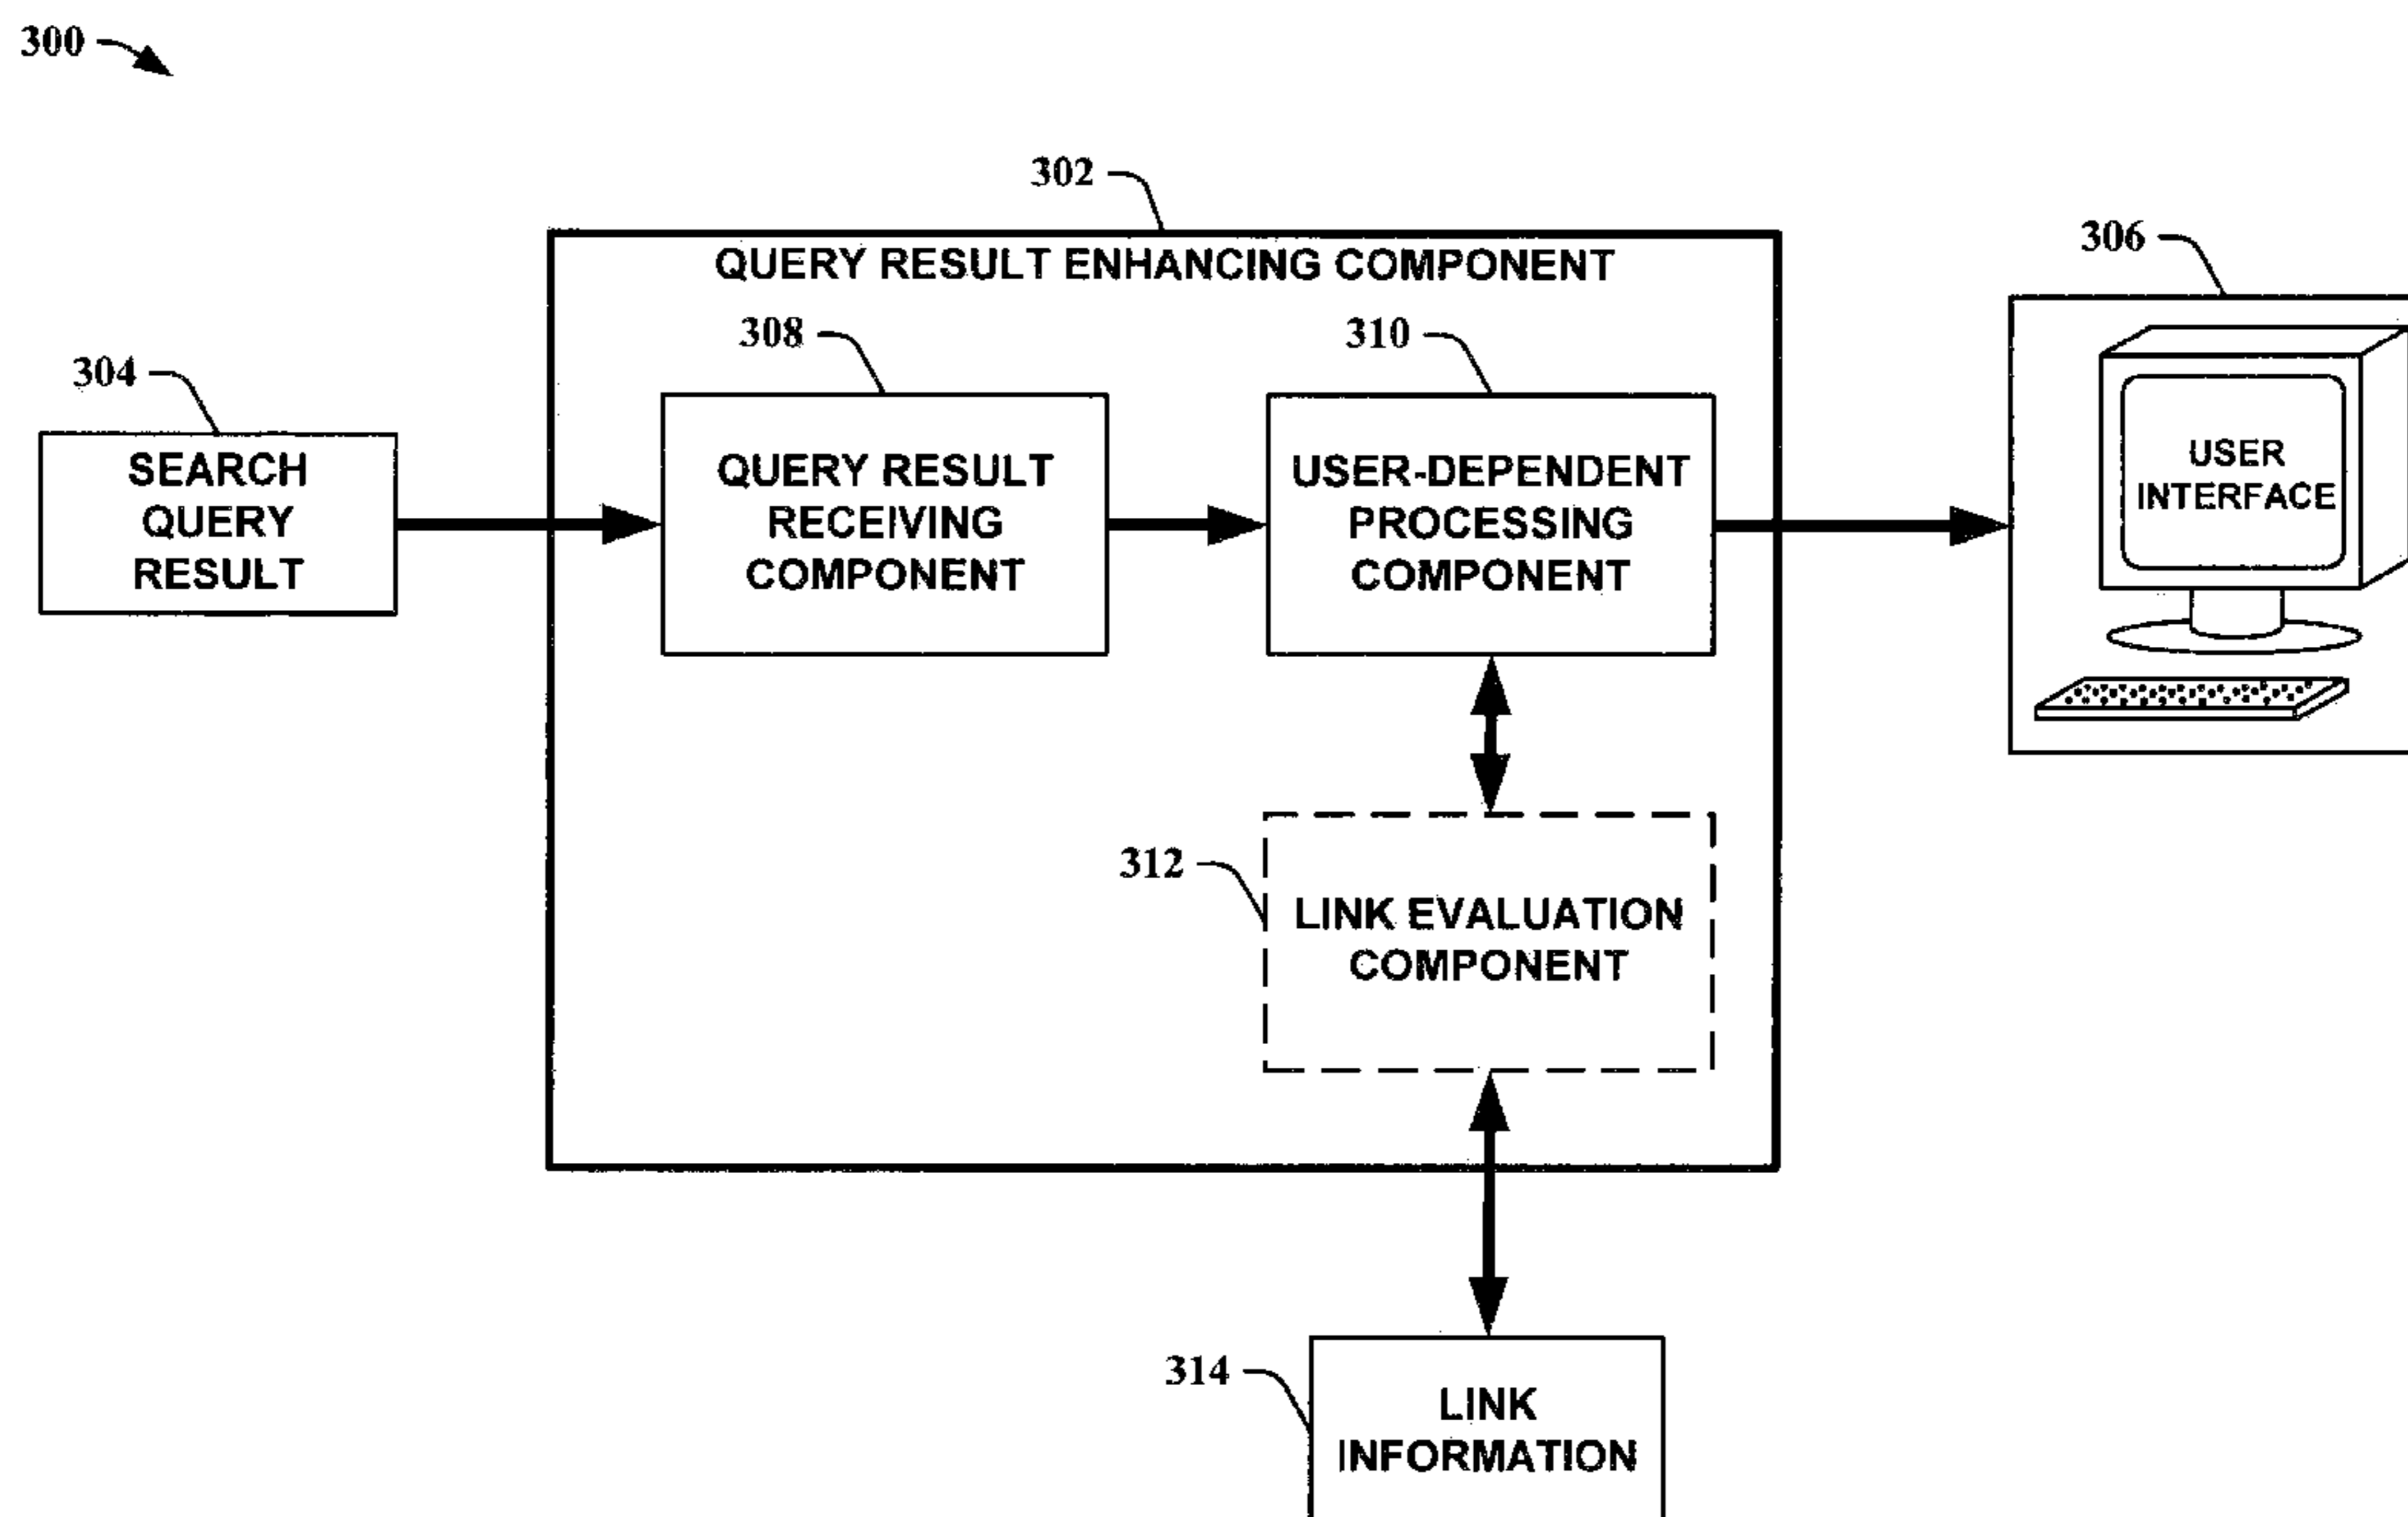 300
302
QUERY RESULT ENHANCING COMPONENT
306
308
310
304
SEARCH
QUERY
RESULT
QUERY RESULT
RECEIVING
COMPONENT
USER-DEPENDENT
PROCESSING
COMPONENT
USER
INTERFACE
312
LINK EVALUATION
COMPONENT
314
LINK
INFORMATION